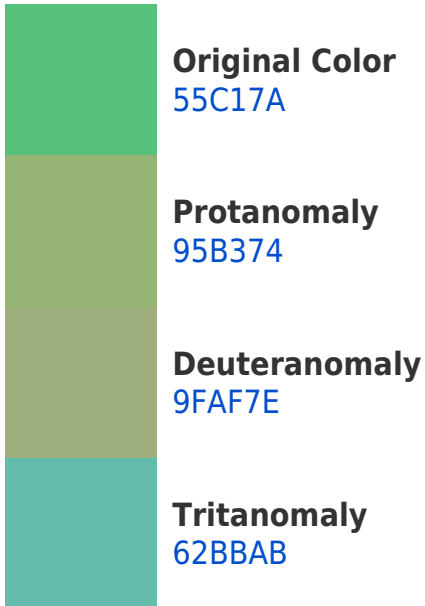 Original Color
55C17A
Protanomaly
95B374
Deuteranomaly
9FAF7E
Tritanomaly
62BBAB